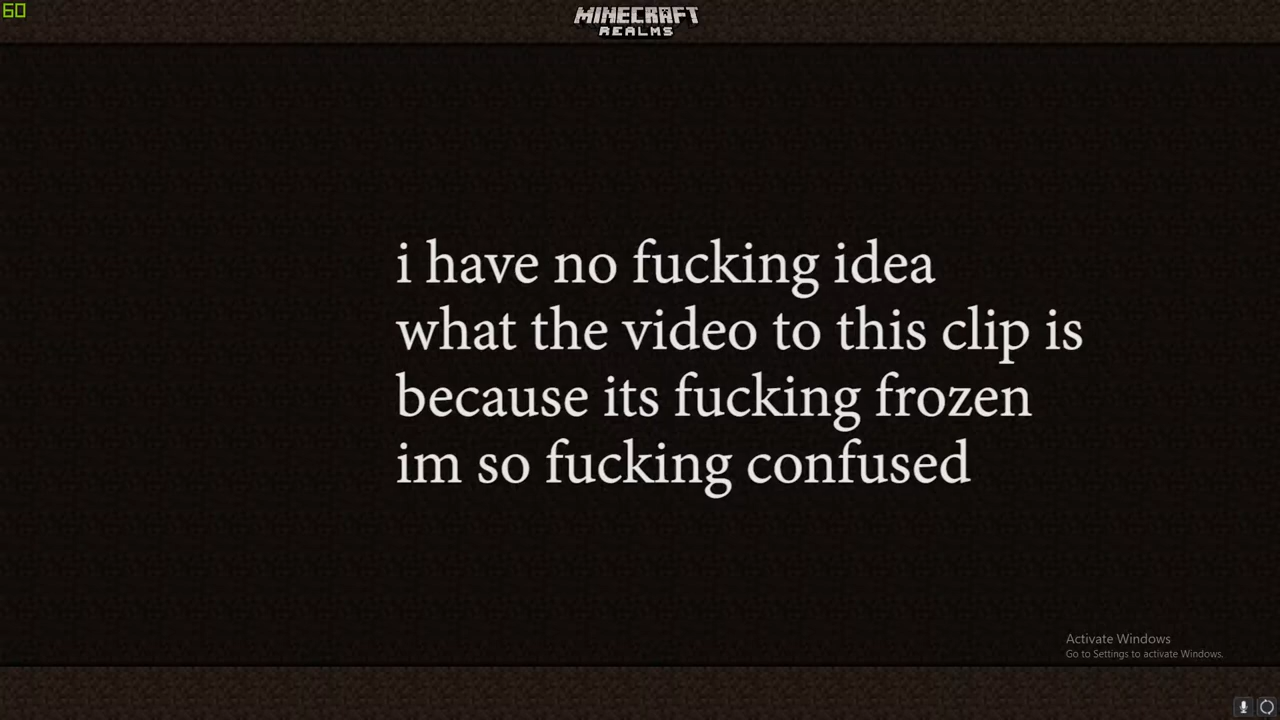 60
MINECRAFT
REALMS
i have no fucking idea
what the video to this clip is
because its fucking frozen
im so fucking confused
Activate Windows
Go to Settings to activate Windows.